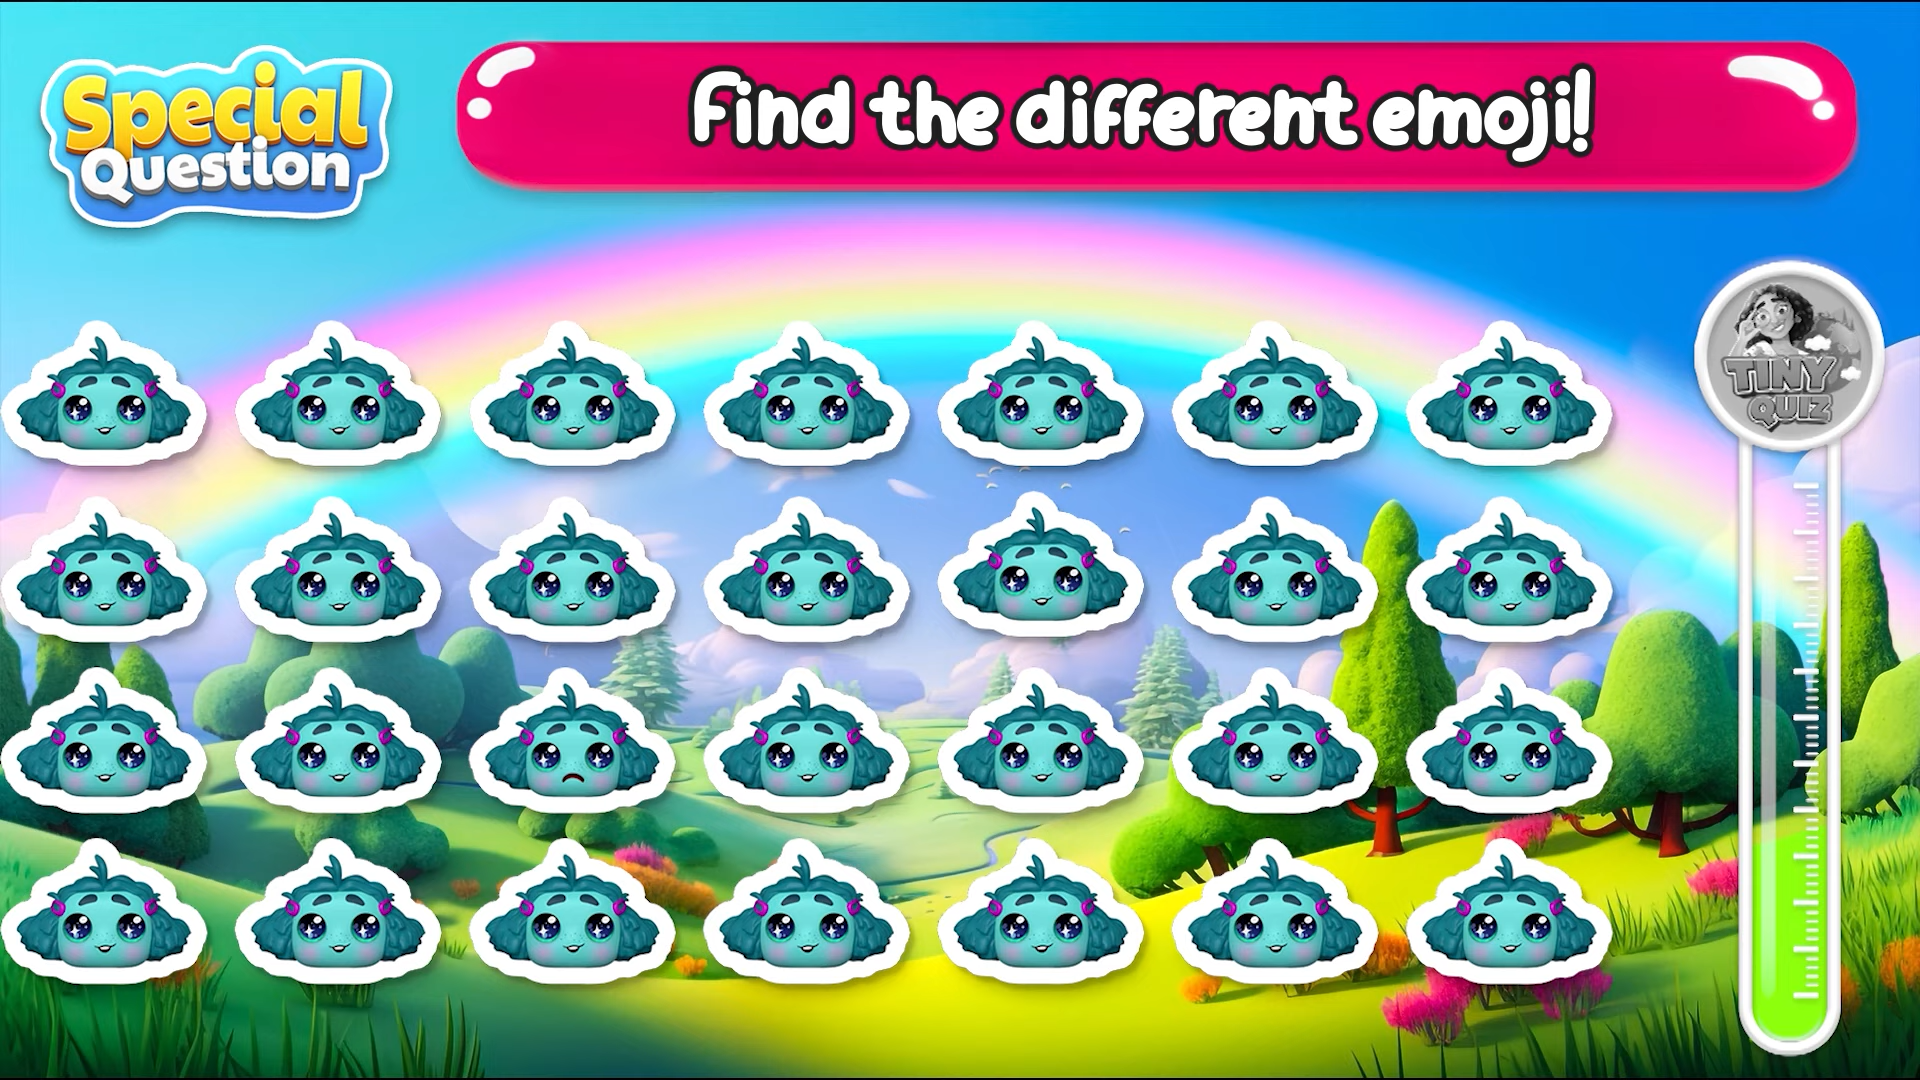 Special
Question
Find the different emoji!
TINY
QUIZ